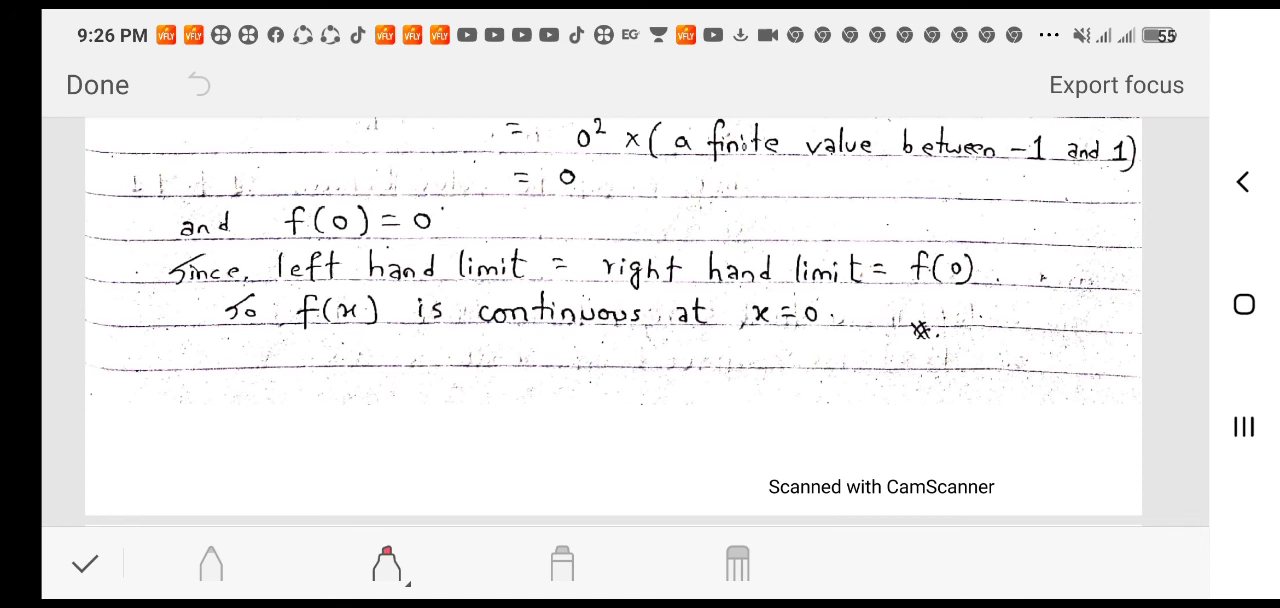 9:26 PM EG ... 55
Done Export focus
= 0² × ( a finite value between -1 and 1)
= 0
and f(0) = 0
Since, left hand limit = right hand limit = f(0).
So f(x) is continuous at x = 0.
Scanned with CamScanner